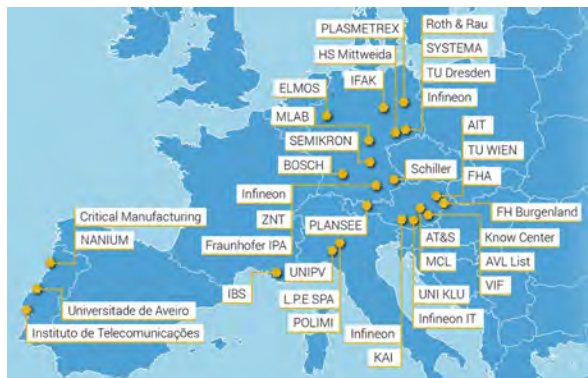 PLASMETREX
Roth & Rau
HS Mittweida
SYSTEMA
IFAK
TU Dresden
ELMOS
Infineon
MLAB
AIT
SEMIKRON
TU WIEN
BOSCH
Schiller
FHA
Infineon
FH Burgenland
Critical Manufacturing
ZNT
PLANSEE
NANIUM
AT&S
Know Center
Fraunhofer IPA
MCL
AVL List
UNIPV
IBS
UNI KLU
VIF
Universitade de Aveiro
L.P.E SPA
Infineon IT
Instituto de Telecomunicações
POLIMI
Infineon
KAI